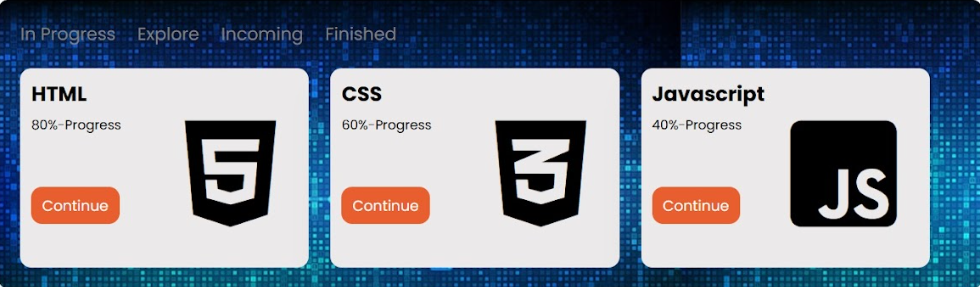 In Progress Explore Incoming Finished
HTML
80%-Progress
5
Continue
CSS
60%-Progress
3
Continue
Javascript
40%-Progress
JS
Continue